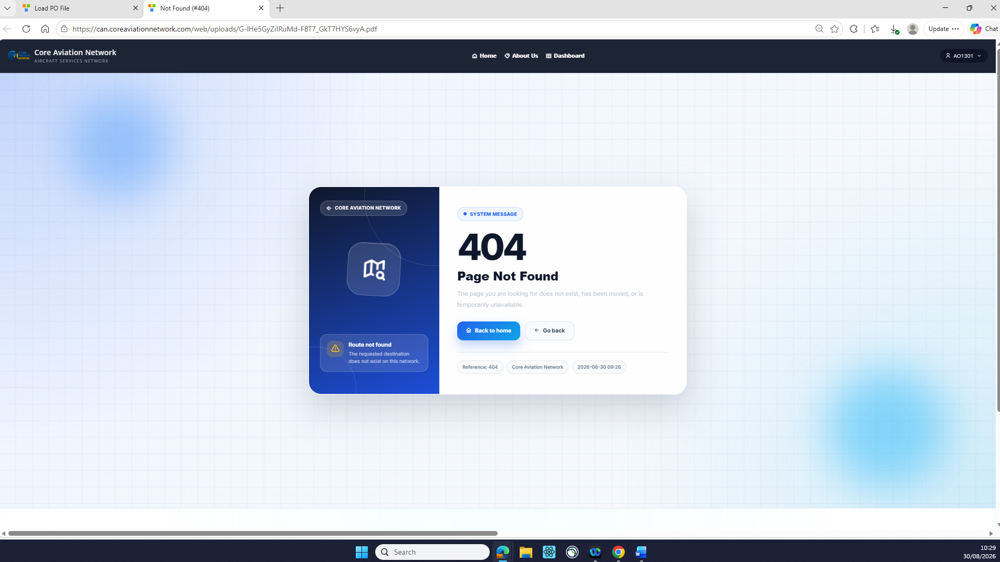 Load PO File
Not Found (#404)
https://can.coreaviationnetwork.com/web/uploads/G-IHe5GyZiIRuMd-FBT7_GkT7HYS6vyA.pdf
Update
Chat
Core Aviation Network
AIRCRAFT SERVICES NETWORK
Home
About Us
Dashboard
AO1301
CORE AVIATION NETWORK
Route not found
The requested destination
does not exist on this network.
SYSTEM MESSAGE
404
Page Not Found
The page you are looking for does not exist, has been moved, or is
temporarily unavailable.
Back to home
Go back
Reference: 404
Core Aviation Network
2026-08-30 09:26
Search
10:29
30/08/2026